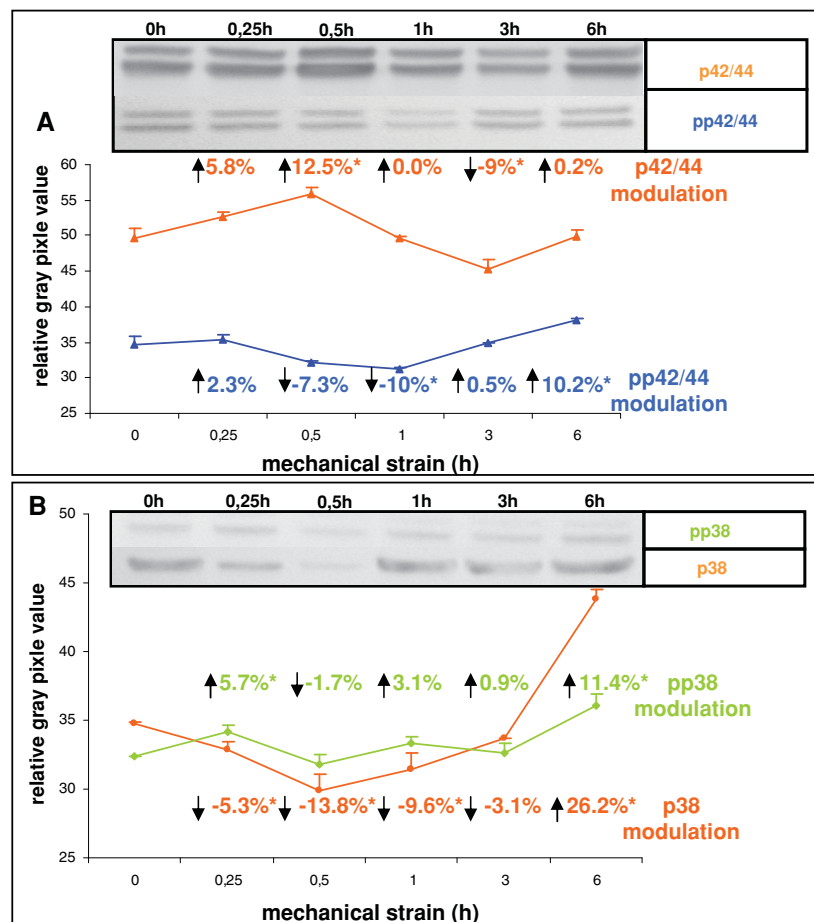 0h 0,25h 0,5h 1h 3h 6h
p42/44
pp42/44
A
60
55
50
45
40
35
30
25
relative gray pixle value
5.8% 12.5%* 0.0% -9%* 0.2% p42/44
modulation
2.3% -7.3% -10%* 0.5% 10.2%* pp42/44
modulation
0 0,25 0,5 1 3 6
mechanical strain (h)
B
0h 0,25h 0,5h 1h 3h 6h
pp38
p38
50
45
40
35
30
25
relative gray pixle value
5.7%* -1.7% 3.1% 0.9% 11.4%* pp38
modulation
-5.3%* -13.8%* -9.6%* -3.1% 26.2%* p38
modulation
0 0,25 0,5 1 3 6
mechanical strain (h)